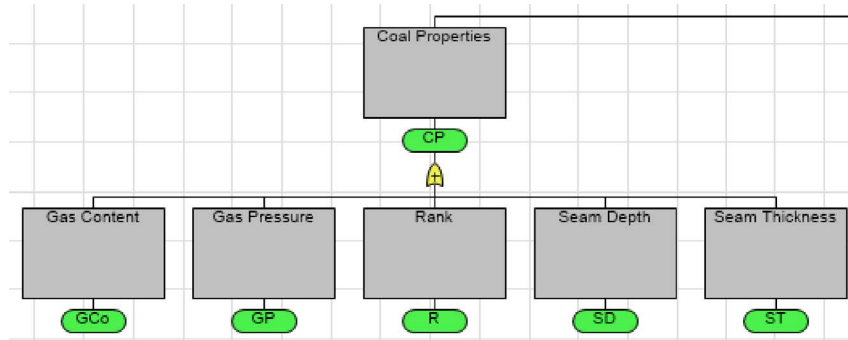 Coal Properties
CP
+
Gas Content Gas Pressure Rank Seam Depth Seam Thickness
GCo GP R SD ST